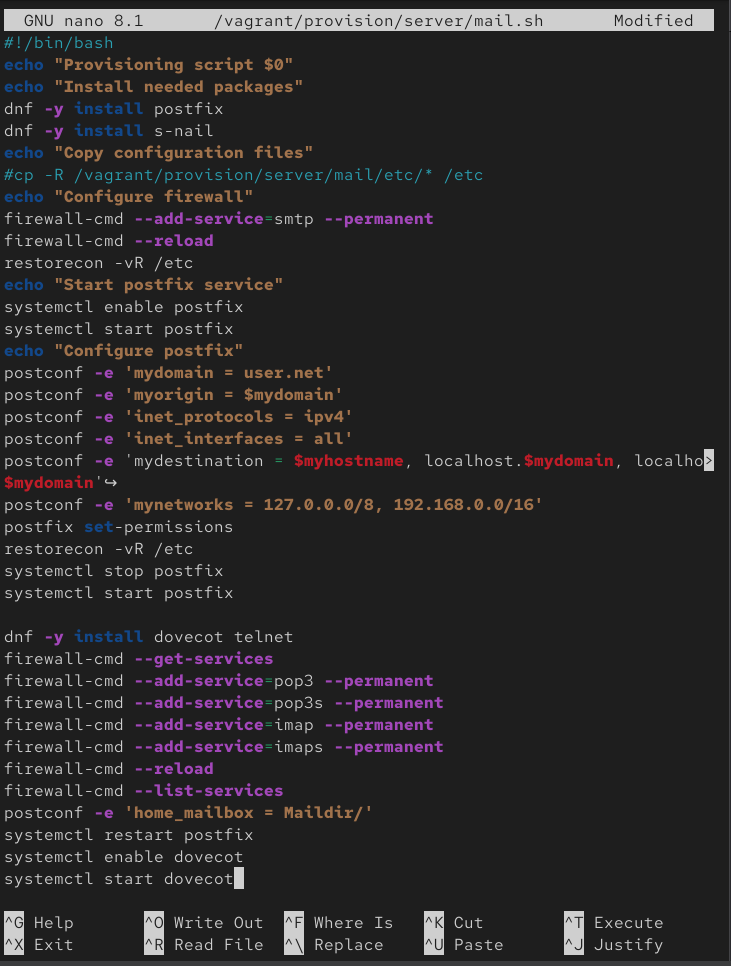 GNU nano 8.1 /vagrant/provision/server/mail.sh Modified
#!/bin/bash
echo "Provisioning script $0"
echo "Install needed packages"
dnf -y install postfix
dnf -y install s-nail
echo "Copy configuration files"
#cp -R /vagrant/provision/server/mail/etc/* /etc
echo "Configure firewall"
firewall-cmd --add-service=smtp --permanent
firewall-cmd --reload
restorecon -vR /etc
echo "Start postfix service"
systemctl enable postfix
systemctl start postfix
echo "Configure postfix"
postconf -e 'mydomain = user.net'
postconf -e 'myorigin = $mydomain'
postconf -e 'inet_protocols = ipv4'
postconf -e 'inet_interfaces = all'
postconf -e 'mydestination = $myhostname, localhost.$mydomain, localho>
$mydomain'↪
postconf -e 'mynetworks = 127.0.0.0/8, 192.168.0.0/16'
postfix set-permissions
restorecon -vR /etc
systemctl stop postfix
systemctl start postfix
dnf -y install dovecot telnet
firewall-cmd --get-services
firewall-cmd --add-service=pop3 --permanent
firewall-cmd --add-service=pop3s --permanent
firewall-cmd --add-service=imap --permanent
firewall-cmd --add-service=imaps --permanent
firewall-cmd --reload
firewall-cmd --list-services
postconf -e 'home_mailbox = Maildir/'
systemctl restart postfix
systemctl enable dovecot
systemctl start dovecot
^G Help ^O Write Out ^F Where Is ^K Cut ^T Execute
^X Exit ^R Read File ^\ Replace ^U Paste ^J Justify